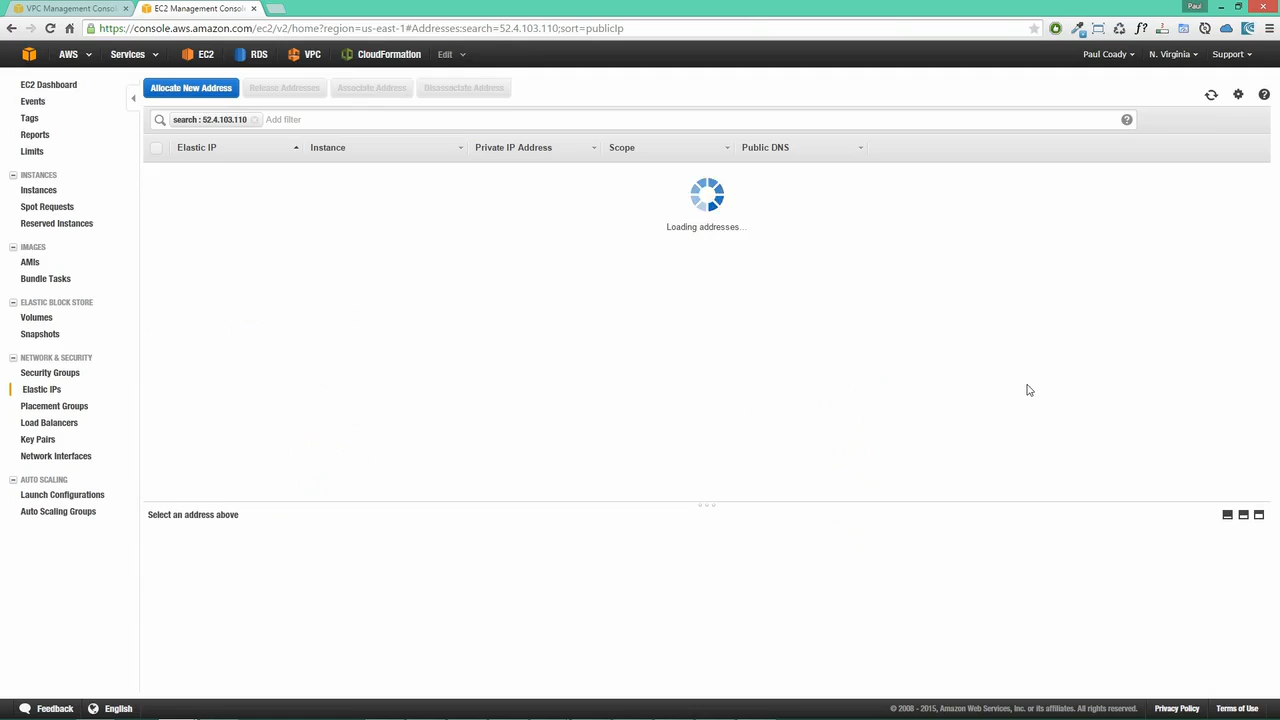 VPC Management Consol
EC2 Management Consol
Paul
https://console.aws.amazon.com/ec2/v2/home?region=us-east-1#Addresses:search=52.4.103.110;sort=publicIp
AWS
Services
EC2
RDS
VPC
CloudFormation
Edit
Paul Coady
N. Virginia
Support
EC2 Dashboard
Events
Tags
Reports
Limits
INSTANCES
Instances
Spot Requests
Reserved Instances
IMAGES
AMIs
Bundle Tasks
ELASTIC BLOCK STORE
Volumes
Snapshots
NETWORK & SECURITY
Security Groups
Elastic IPs
Placement Groups
Load Balancers
Key Pairs
Network Interfaces
AUTO SCALING
Launch Configurations
Auto Scaling Groups
Allocate New Address
Release Addresses
Associate Address
Disassociate Address
search : 52.4.103.110
Add filter
Elastic IP
Instance
Private IP Address
Scope
Public DNS
Loading addresses...
Select an address above
Feedback
English
© 2008 - 2015, Amazon Web Services, Inc. or its affiliates. All rights reserved.
Privacy Policy
Terms of Use